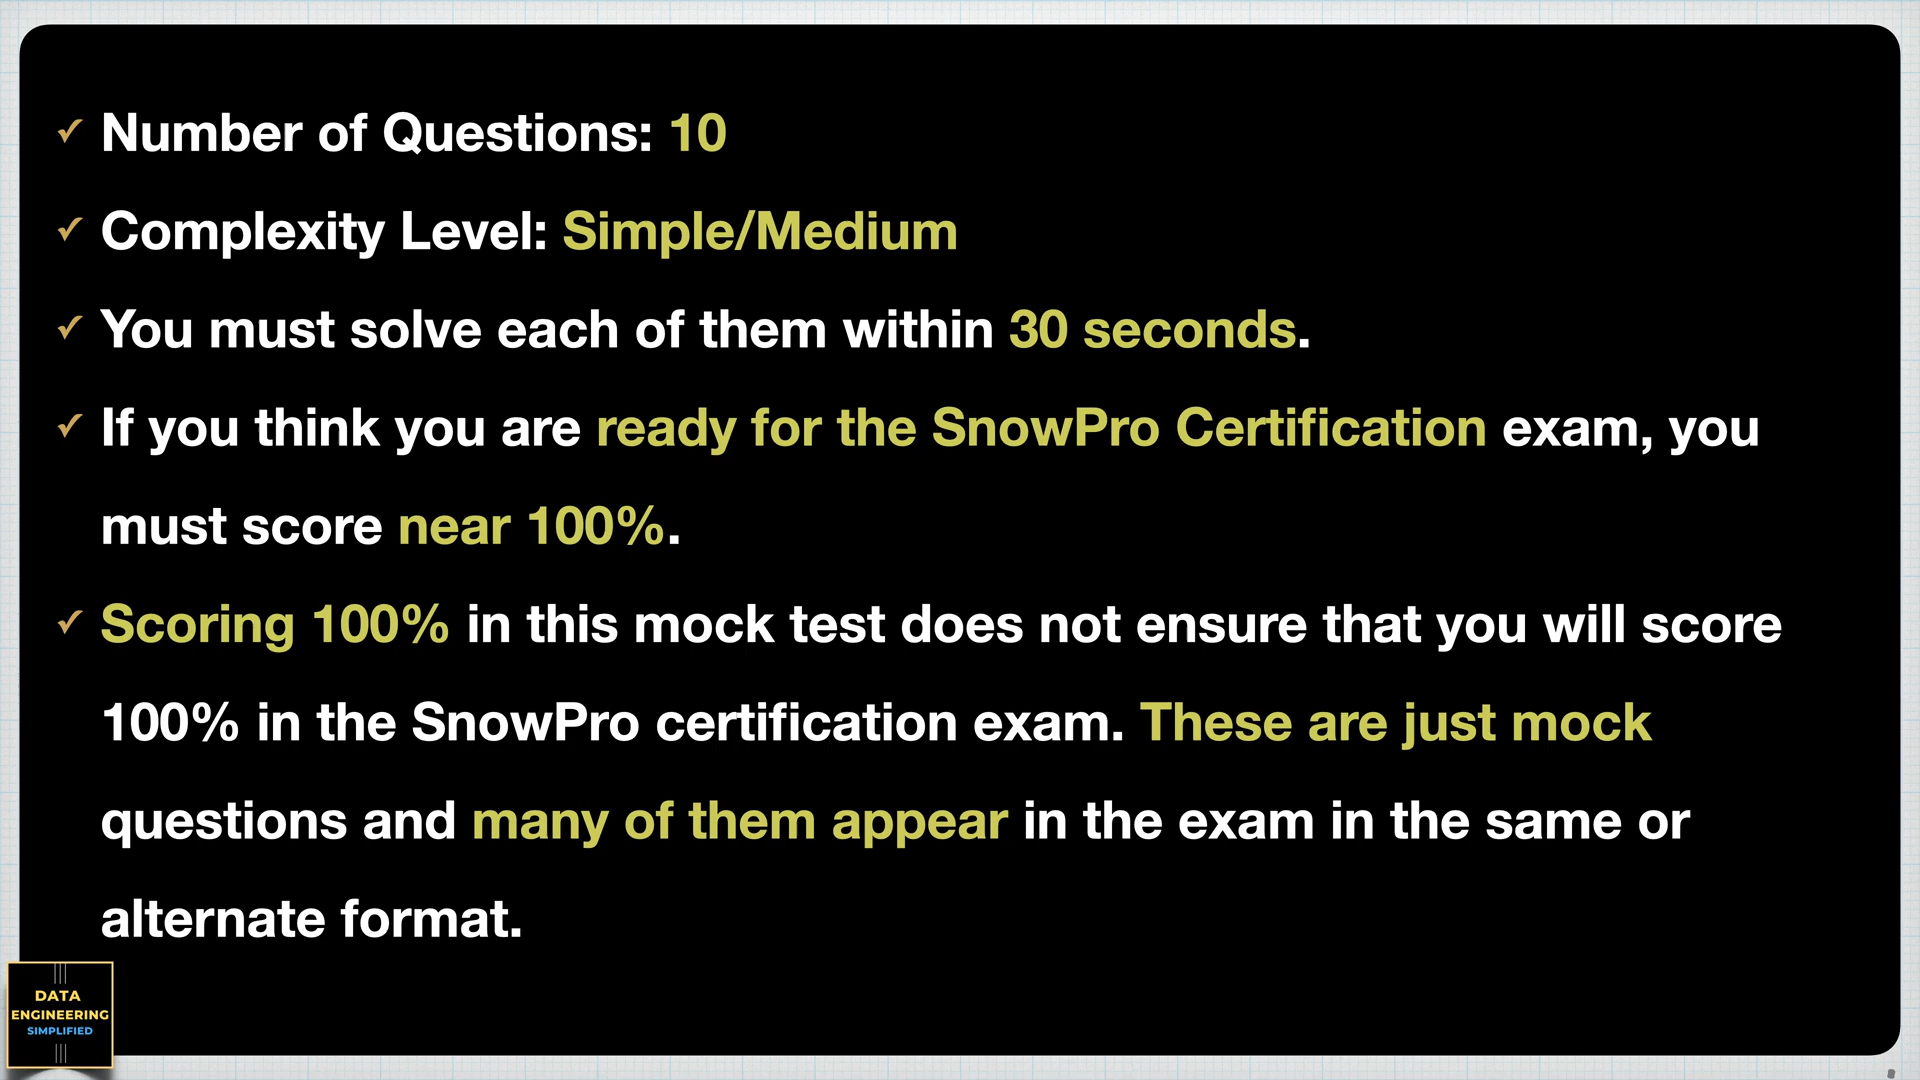 ✓ Number of Questions: 10
✓ Complexity Level: Simple/Medium
✓ You must solve each of them within 30 seconds.
✓ If you think you are ready for the SnowPro Certification exam, you
must score near 100%.
✓ Scoring 100% in this mock test does not ensure that you will score
100% in the SnowPro certification exam. These are just mock
questions and many of them appear in the exam in the same or
alternate format.
DATA
ENGINEERING
SIMPLIFIED